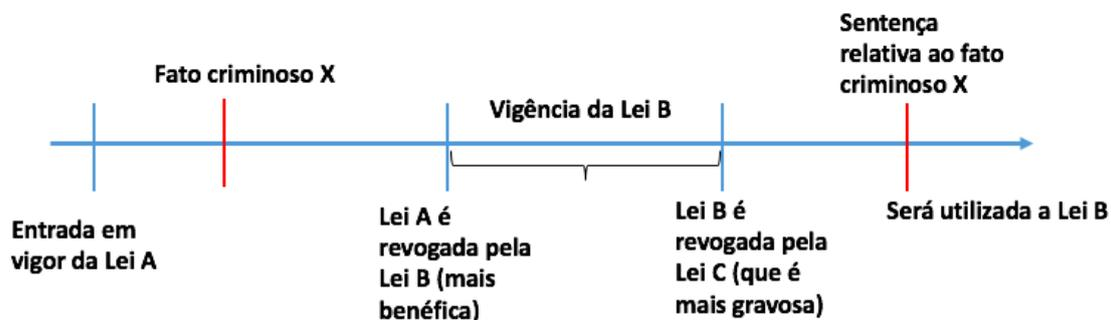 Fato criminoso X
Vigência da Lei B
Sentença
relativa ao fato
criminoso X
Entrada em
vigor da Lei A
Lei A é
revogada pela
Lei B (mais
benéfica)
Lei B é
revogada pela
Lei C (que é
mais gravosa)
Será utilizada a Lei B